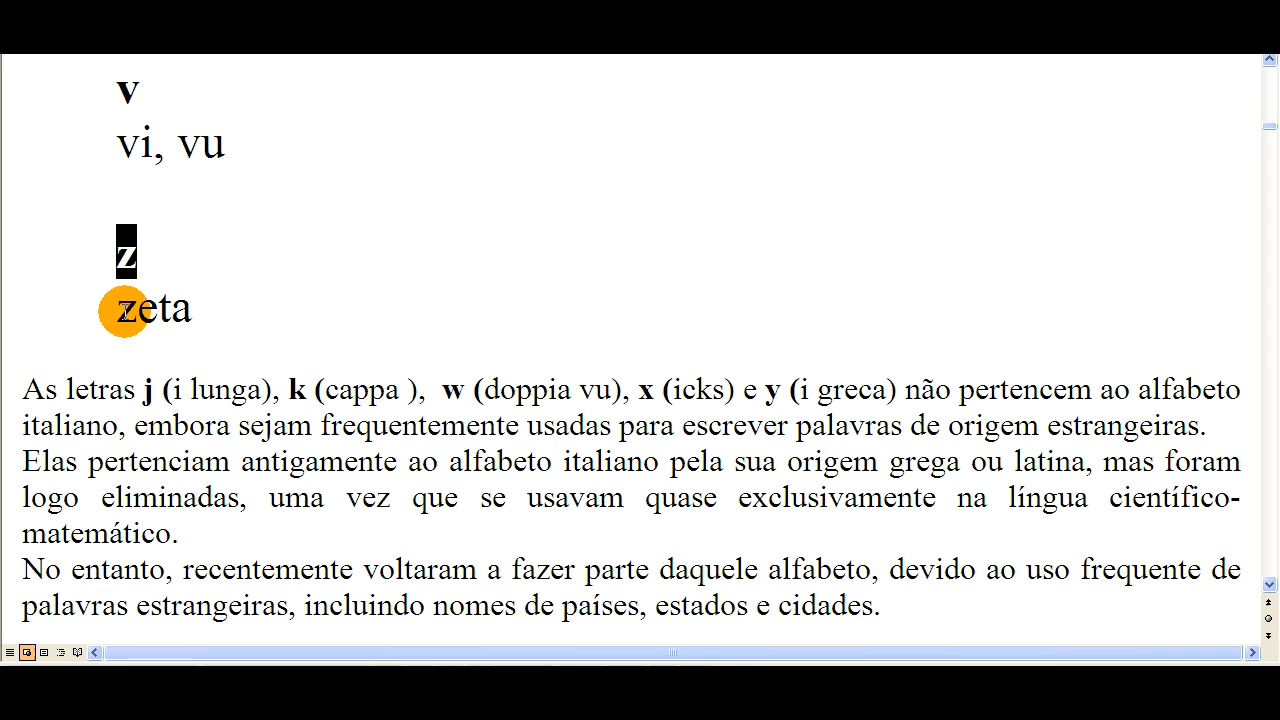 v
vi, vu
z
zeta
As letras j (i lunga), k (cappa ), w (doppia vu), x (icks) e y (i greca) não pertencem ao alfabeto
italiano, embora sejam frequentemente usadas para escrever palavras de origem estrangeiras.
Elas pertenciam antigamente ao alfabeto italiano pela sua origem grega ou latina, mas foram
logo eliminadas, uma vez que se usavam quase exclusivamente na língua científico-
matemático.
No entanto, recentemente voltaram a fazer parte daquele alfabeto, devido ao uso frequente de
palavras estrangeiras, incluindo nomes de países, estados e cidades.